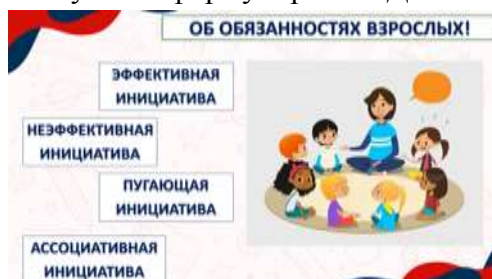 ОБ ОБЯЗАННОСТЯХ ВЗРОСЛЫХ!
ЭФФЕКТИВНАЯ
ИНИЦИАТИВА
НЕЭФФЕКТИВНАЯ
ИНИЦИАТИВА
ПУГАЮЩАЯ
ИНИЦИАТИВА
АССОЦИАТИВНАЯ
ИНИЦИАТИВА